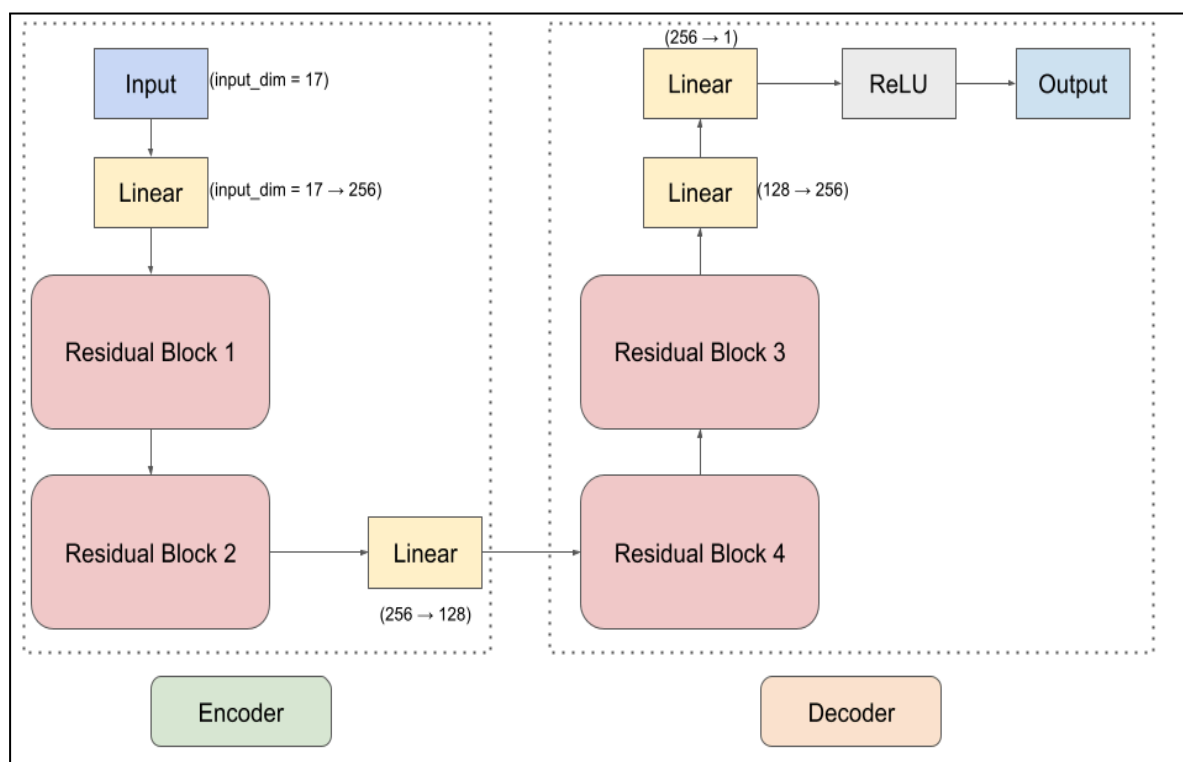 Input
(input_dim = 17)
Linear
(input_dim = 17 → 256)
Residual Block 1
Residual Block 2
Linear
(256 → 128)
Encoder
(256 → 1)
Linear
ReLU
Output
Linear
(128 → 256)
Residual Block 3
Residual Block 4
Decoder